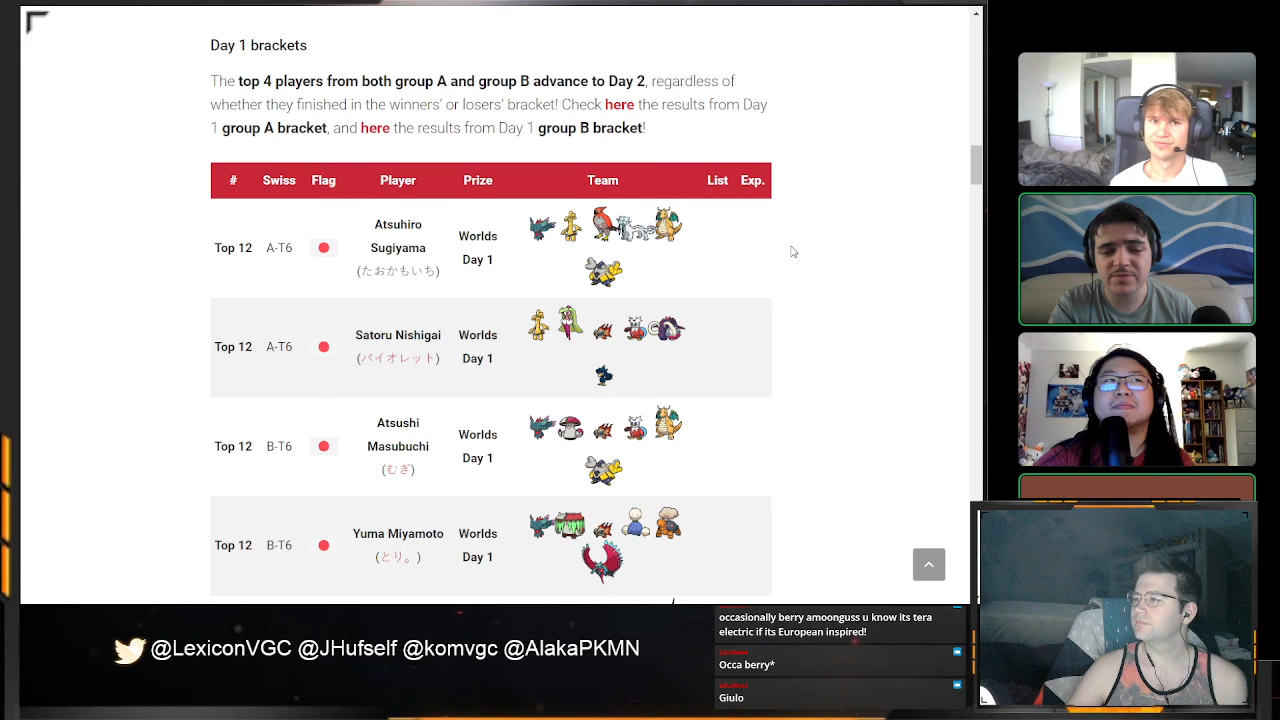 Day 1 brackets
The top 4 players from both group A and group B advance to Day 2, regardless of
whether they finished in the winners' or losers' bracket! Check here the results from Day
1 group A bracket, and here the results from Day 1 group B bracket!
# Swiss Flag Player Prize Team List Exp.
Top 12 A-T6 Atsuhiro Sugiyama (たおかもいち) Worlds Day 1
Top 12 A-T6 Satoru Nishigai (バイオレット) Worlds Day 1
Top 12 B-T6 Atsushi Masubuchi (むぎ) Worlds Day 1
Top 12 B-T6 Yuma Miyamoto (とり。) Worlds Day 1
@LexiconVGC @JHufself @komvgc @AlakaPKMN
occasionally berry amoonguss u know its tera
electric if its European inspired!
Occa berry*
Giulo